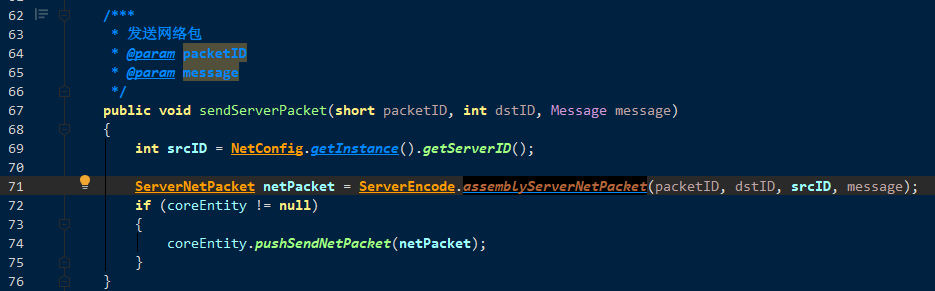 62 /***
63 * 发送网络包
64 * @param packetID
65 * @param message
66 */
67 public void sendServerPacket(short packetID, int dstID, Message message)
68 {
69 int srcID = NetConfig.getInstance().getServerID();
70
71 ServerNetPacket netPacket = ServerEncode.assemblyServerNetPacket(packetID, dstID, srcID, message);
72 if (coreEntity != null)
73 {
74 coreEntity.pushSendNetPacket(netPacket);
75 }
76 }